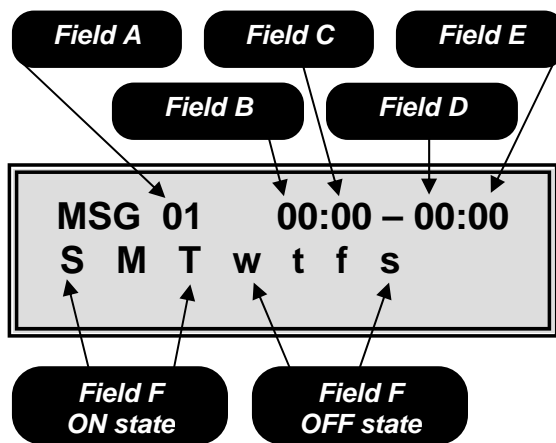 Field A
Field C
Field E
Field B
Field D
MSG 01 00:00 – 00:00
S M T w t f s
Field F
ON state
Field F
OFF state